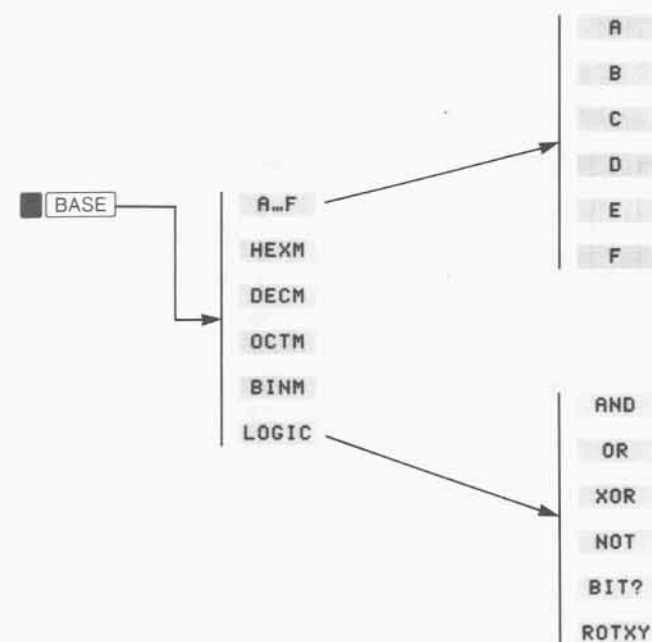 BASE
A…F
HEXM
DECM
OCTM
BINM
LOGIC
A
B
C
D
E
F
AND
OR
XOR
NOT
BIT?
ROTXY